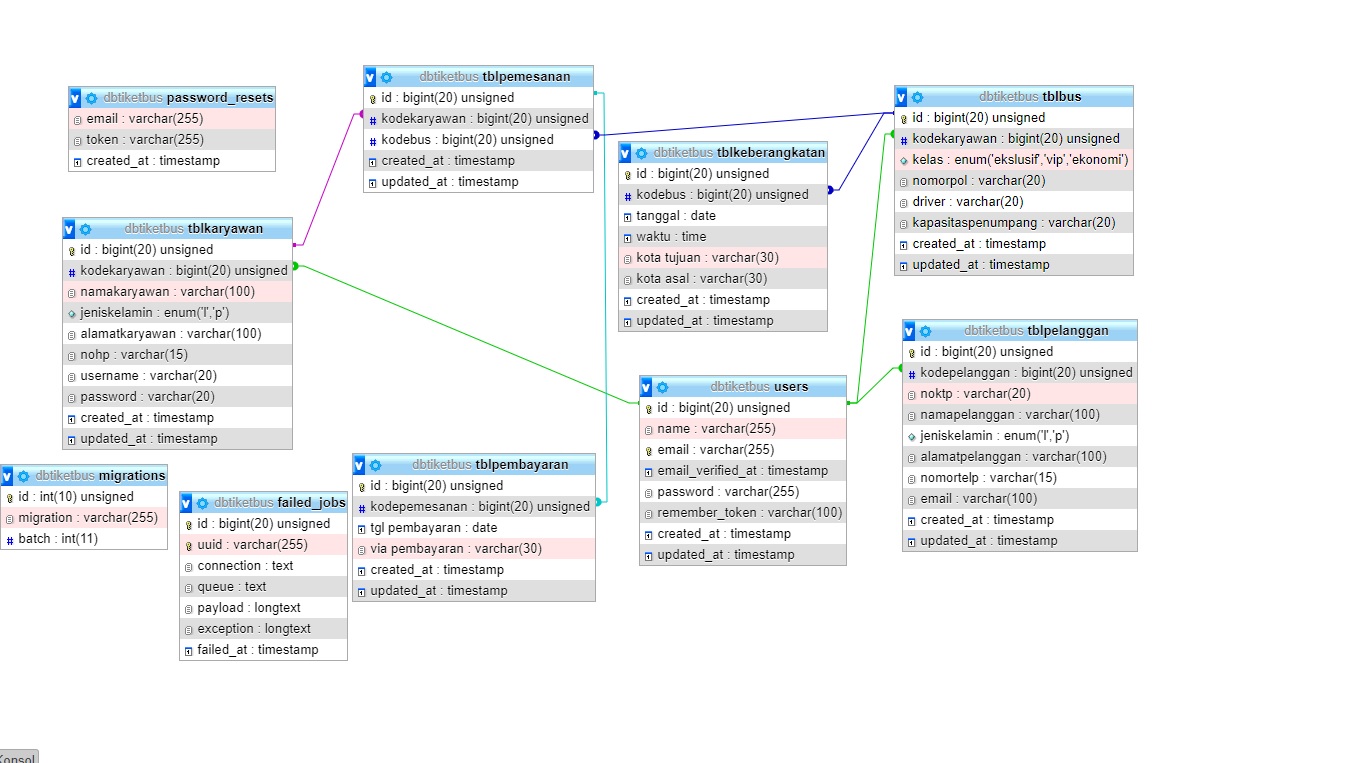 dbtiketbus password_resets
email : varchar(255)
token : varchar(255)
created_at : timestamp
dbtiketbus tblpemesanan
id : bigint(20) unsigned
kodekaryawan : bigint(20) unsigned
kodebus : bigint(20) unsigned
created_at : timestamp
updated_at : timestamp
dbtiketbus tblkeberangkatan
id : bigint(20) unsigned
kodebus : bigint(20) unsigned
tanggal : date
waktu : time
kota tujuan : varchar(30)
kota asal : varchar(30)
created_at : timestamp
updated_at : timestamp
dbtiketbus tblbus
id : bigint(20) unsigned
kodekaryawan : bigint(20) unsigned
kelas : enum('ekslusif','vip','ekonomi')
nomorpol : varchar(20)
driver : varchar(20)
kapasitaspenumpang : varchar(20)
created_at : timestamp
updated_at : timestamp
dbtiketbus tblkaryawan
id : bigint(20) unsigned
kodekaryawan : bigint(20) unsigned
namakaryawan : varchar(100)
jeniskelamin : enum('l','p')
alamatkaryawan : varchar(100)
nohp : varchar(15)
username : varchar(20)
password : varchar(20)
created_at : timestamp
updated_at : timestamp
dbtiketbus users
id : bigint(20) unsigned
name : varchar(255)
email : varchar(255)
email_verified_at : timestamp
password : varchar(255)
remember_token : varchar(100)
created_at : timestamp
updated_at : timestamp
dbtiketbus tblpelanggan
id : bigint(20) unsigned
kodepelanggan : bigint(20) unsigned
noktp : varchar(20)
namapelanggan : varchar(100)
jeniskelamin : enum('l','p')
alamatpelanggan : varchar(100)
nomortelp : varchar(15)
email : varchar(100)
created_at : timestamp
updated_at : timestamp
dbtiketbus migrations
id : int(10) unsigned
migration : varchar(255)
batch : int(11)
dbtiketbus failed_jobs
id : bigint(20) unsigned
uuid : varchar(255)
connection : text
queue : text
payload : longtext
exception : longtext
failed_at : timestamp
dbtiketbus tblpembayaran
id : bigint(20) unsigned
kodepemesanan : bigint(20) unsigned
tgl pembayaran : date
via pembayaran : varchar(30)
created_at : timestamp
updated_at : timestamp
Konsol